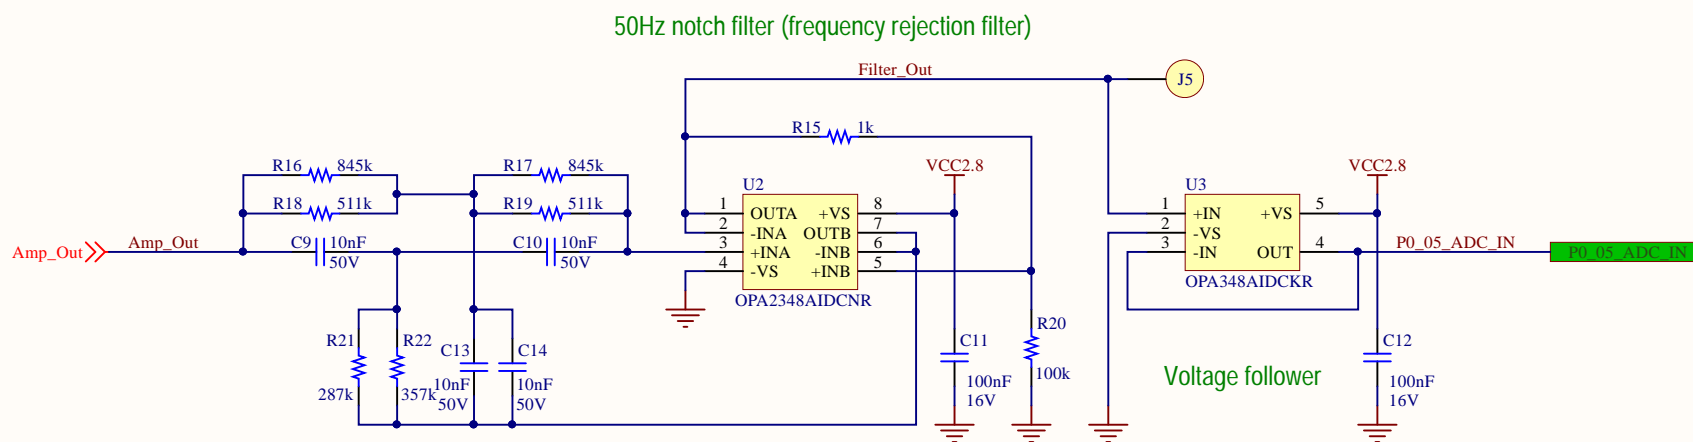 50Hz notch filter (frequency rejection filter)
Filter_Out
J5
R15 1k
R16 845k
R17 845k
VCC2.8
VCC2.8
R18 511k
R19 511k
U2
U3
1 OUTA +VS 8
2 -INA OUTB 7
3 +INA -INB 6
4 -VS +INB 5
OPA2348AIDCNR
1 +IN +VS 5
2 -VS
3 -IN OUT 4
OPA348AIDCKR
Amp_Out
Amp_Out
C9 10nF
50V
C10 10nF
50V
P0_05_ADC_IN
P0_05_ADC_IN
R21
287k
R22
357k
C13
10nF
50V
C14
10nF
50V
C11
100nF
16V
R20
100k
Voltage follower
C12
100nF
16V